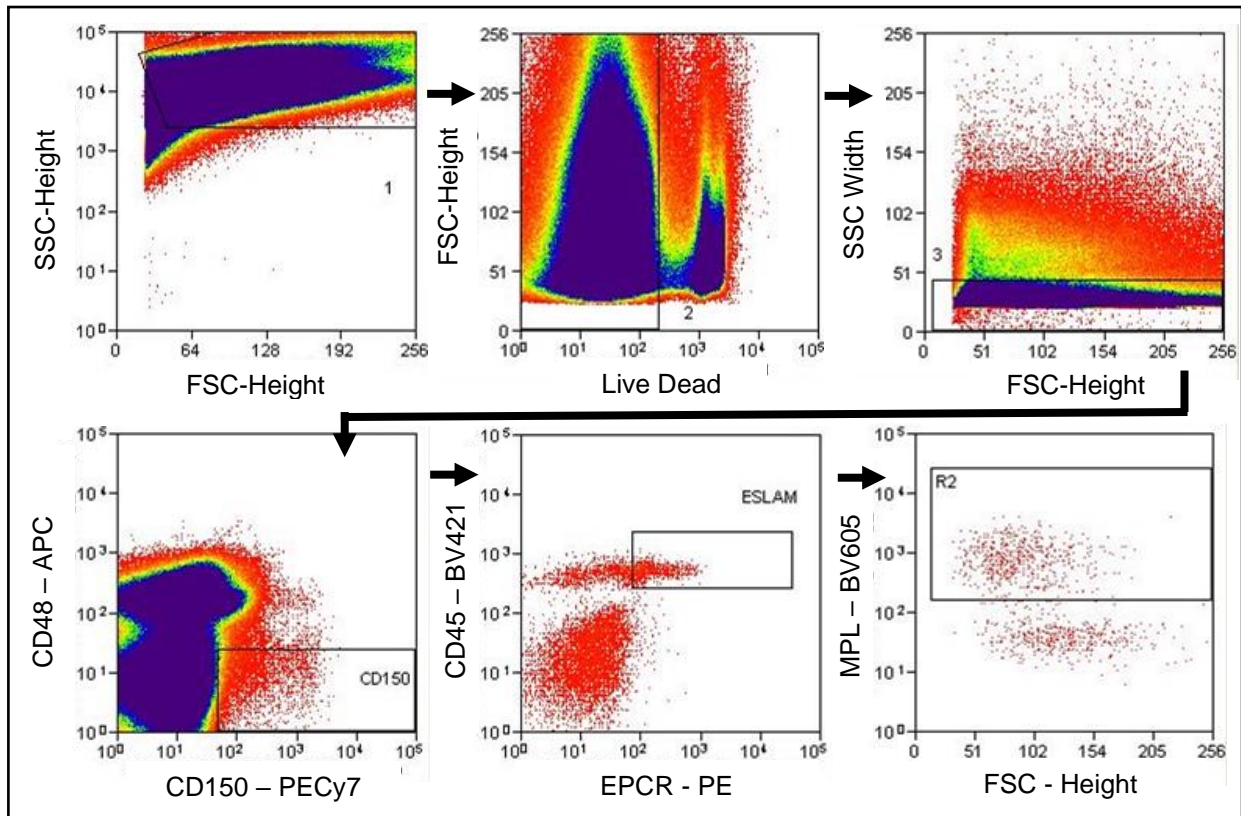 SSC-Height
10⁵
10⁴
10³
10²
10¹
10⁰
1
0 64 128 192 256
FSC-Height
FSC-Height
256
205
154
102
51
0
2
10⁰ 10¹ 10² 10³ 10⁴ 10⁵
Live Dead
SSC Width
256
205
154
102
51
0
3
0 51 102 154 205 256
FSC-Height
CD48 – APC
10⁵
10⁴
10³
10²
10¹
10⁰
CD150
10⁰ 10¹ 10² 10³ 10⁴ 10⁵
CD150 – PECy7
CD45 – BV421
10⁵
10⁴
10³
10²
10¹
10⁰
ESLAM
10⁰ 10¹ 10² 10³ 10⁴ 10⁵
EPCR - PE
MPL – BV605
10⁵
10⁴
10³
10²
10¹
10⁰
R2
0 51 102 154 205 256
FSC - Height